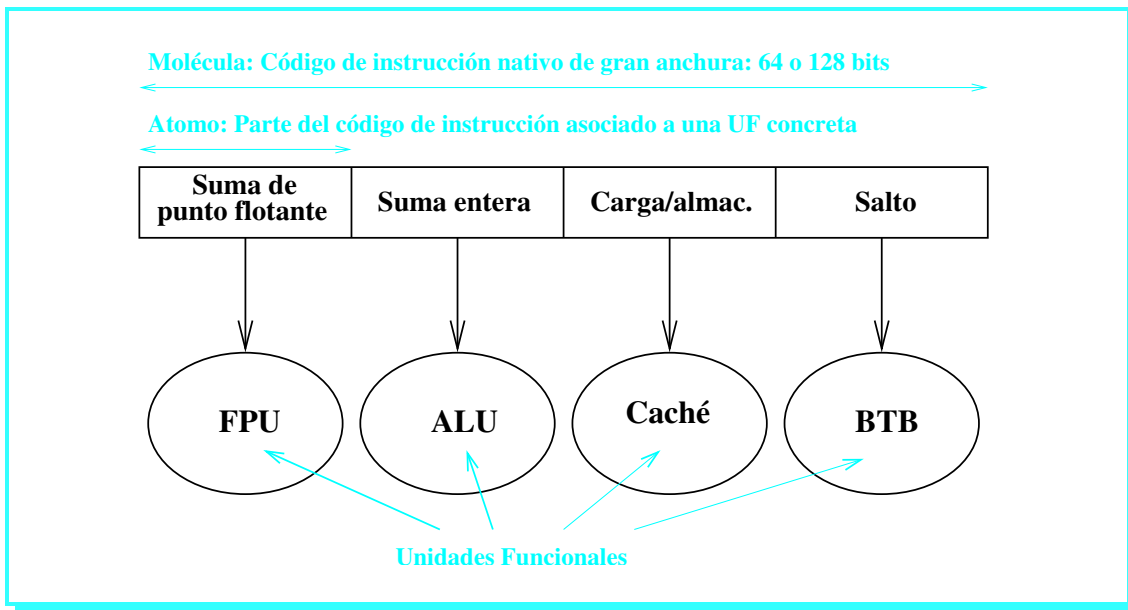 Molécula: Código de instrucción nativo de gran anchura: 64 o 128 bits
Atomo: Parte del código de instrucción asociado a una UF concreta
Suma de
punto flotante
Suma entera
Carga/almac.
Salto
FPU
ALU
Caché
BTB
Unidades Funcionales